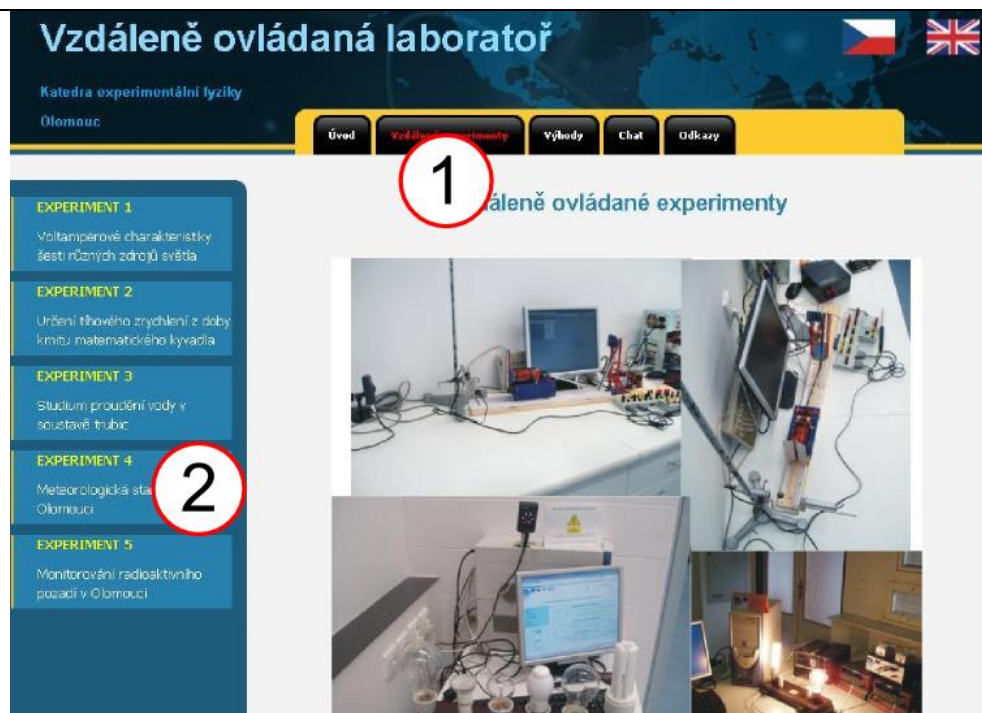 Vzdáleně ovládaná laboratoř
Katedra experimentální fyziky
Olomouc
Úvod
Výhody
Chat
Odkazy
1
áleně ovládané experimenty
EXPERIMENT 1
Voltampérové charakteristiky
šesti různých zdrojů světla
EXPERIMENT 2
Určení tíhového zrychlení z doby
kmitu matematického kyvadla
EXPERIMENT 3
Studium proudění vody v
soustavě trubic
EXPERIMENT 4
2
Meteorologická sta
Olomouci
EXPERIMENT 5
Monitorování radioaktivního
pozadí v Olomouci